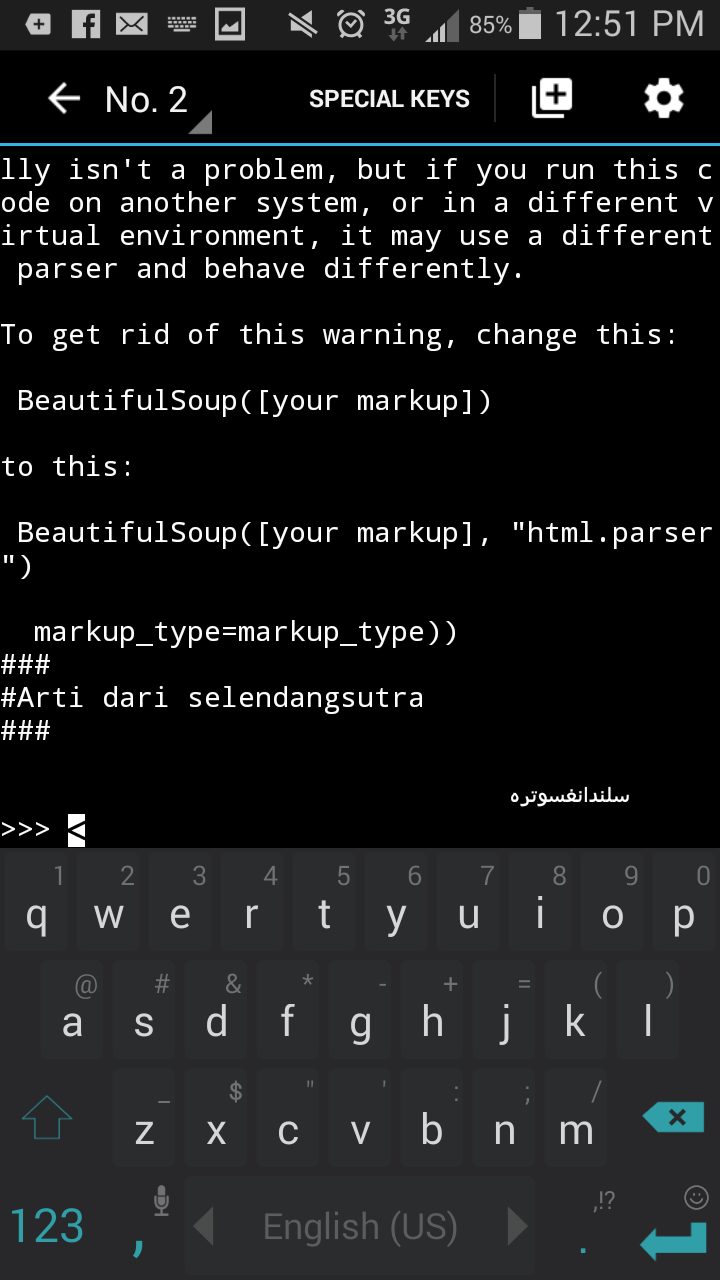 3G 85% 12:51 PM
No. 2 SPECIAL KEYS
lly isn't a problem, but if you run this c
ode on another system, or in a different v
irtual environment, it may use a different
 parser and behave differently.
To get rid of this warning, change this:
 BeautifulSoup([your markup])
to this:
 BeautifulSoup([your markup], "html.parser
")
  markup_type=markup_type))
###
#Arti dari selendangsutra
###
سلندانغسوتره
>>> <
1 2 3 4 5 6 7 8 9 0
q w e r t y u i o p
@ # & * - + = ( )
a s d f g h j k l
_ $ " ' : ; /
z x c v b n m
,!?
123 , English (US) .